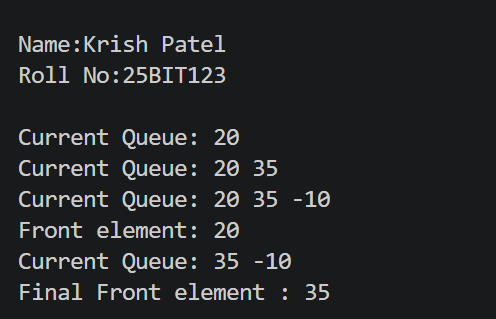 Name:Krish Patel
Roll No:25BIT123
Current Queue: 20
Current Queue: 20 35
Current Queue: 20 35 -10
Front element: 20
Current Queue: 35 -10
Final Front element : 35